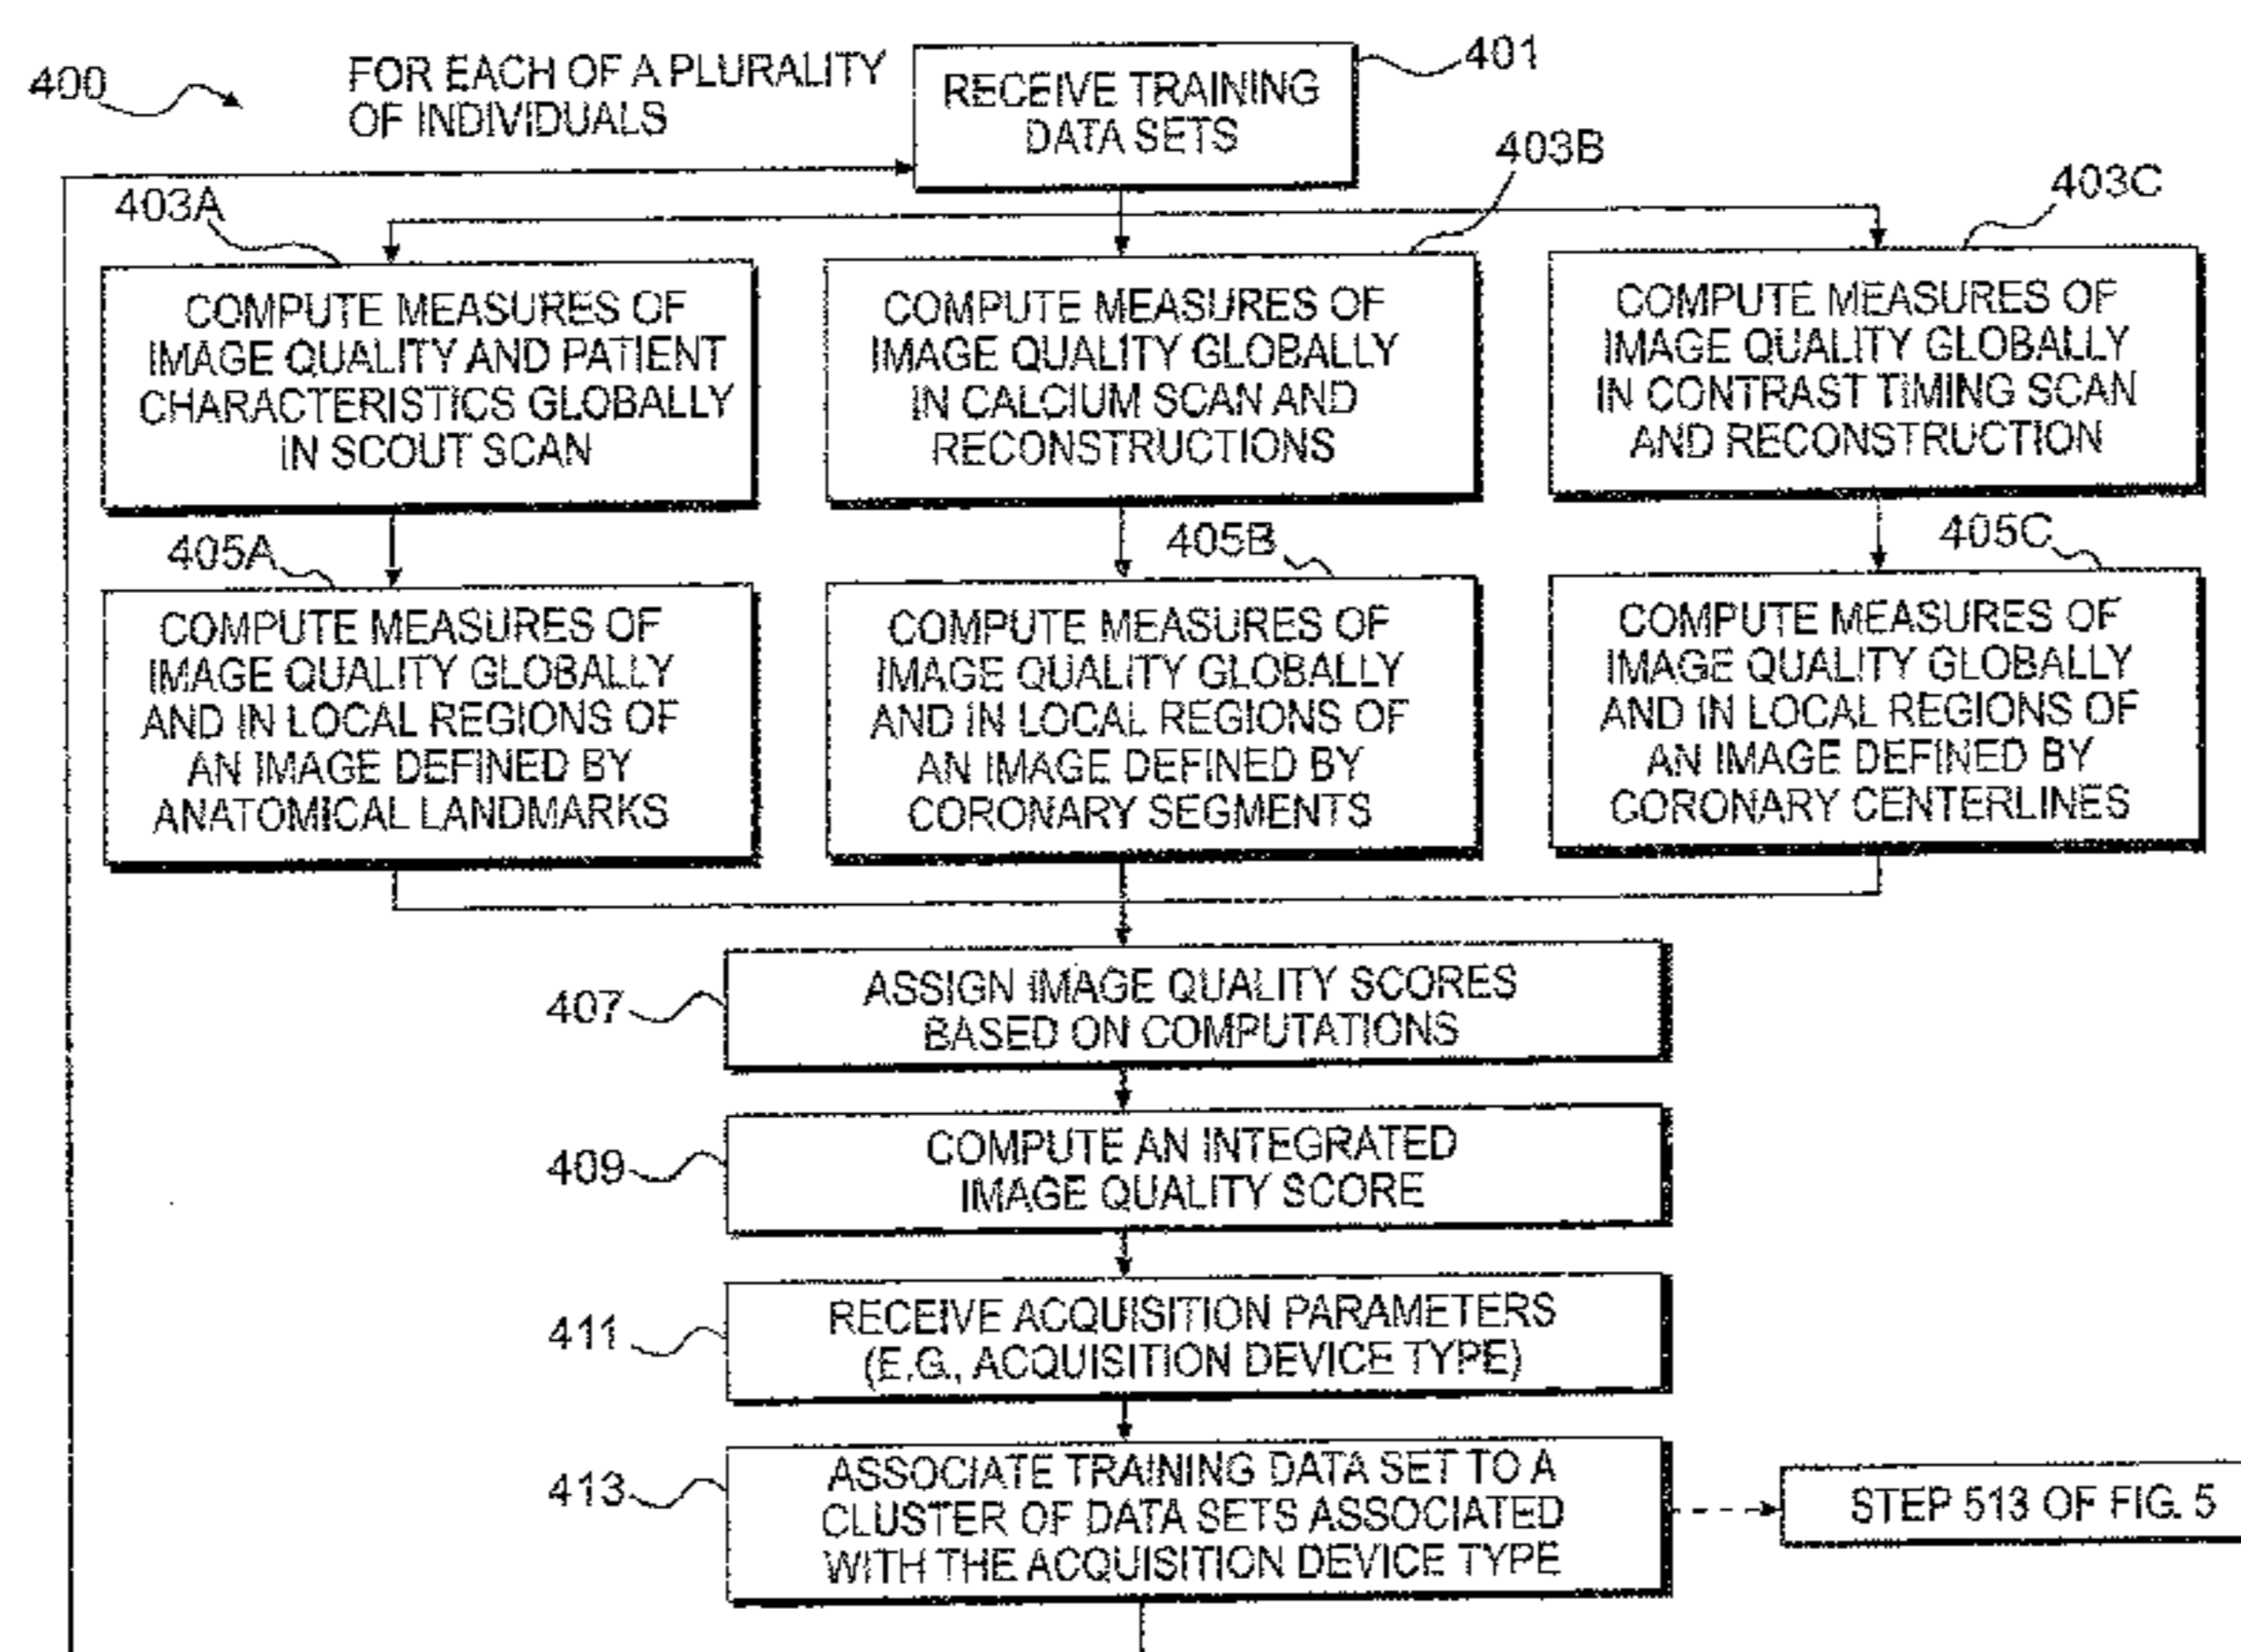 400
FOR EACH OF A PLURALITY
OF INDIVIDUALS
RECEIVE TRAINING
DATA SETS
401
403A
403B
403C
COMPUTE MEASURES OF
IMAGE QUALITY AND PATIENT
CHARACTERISTICS GLOBALLY
IN SCOUT SCAN
COMPUTE MEASURES OF
IMAGE QUALITY GLOBALLY
IN CALCIUM SCAN AND
RECONSTRUCTIONS
COMPUTE MEASURES OF
IMAGE QUALITY GLOBALLY
IN CONTRAST TIMING SCAN
AND RECONSTRUCTION
405A
405B
405C
COMPUTE MEASURES OF
IMAGE QUALITY GLOBALLY
AND IN LOCAL REGIONS OF
AN IMAGE DEFINED BY
ANATOMICAL LANDMARKS
COMPUTE MEASURES OF
IMAGE QUALITY GLOBALLY
AND IN LOCAL REGIONS OF
AN IMAGE DEFINED BY
CORONARY SEGMENTS
COMPUTE MEASURES OF
IMAGE QUALITY GLOBALLY
AND IN LOCAL REGIONS OF
AN IMAGE DEFINED BY
CORONARY CENTERLINES
407
ASSIGN IMAGE QUALITY SCORES
BASED ON COMPUTATIONS
409
COMPUTE AN INTEGRATED
IMAGE QUALITY SCORE
411
RECEIVE ACQUISITION PARAMETERS
(E.G., ACQUISITION DEVICE TYPE)
413
ASSOCIATE TRAINING DATA SET TO A
CLUSTER OF DATA SETS ASSOCIATED
WITH THE ACQUISITION DEVICE TYPE
STEP 513 OF FIG. 5